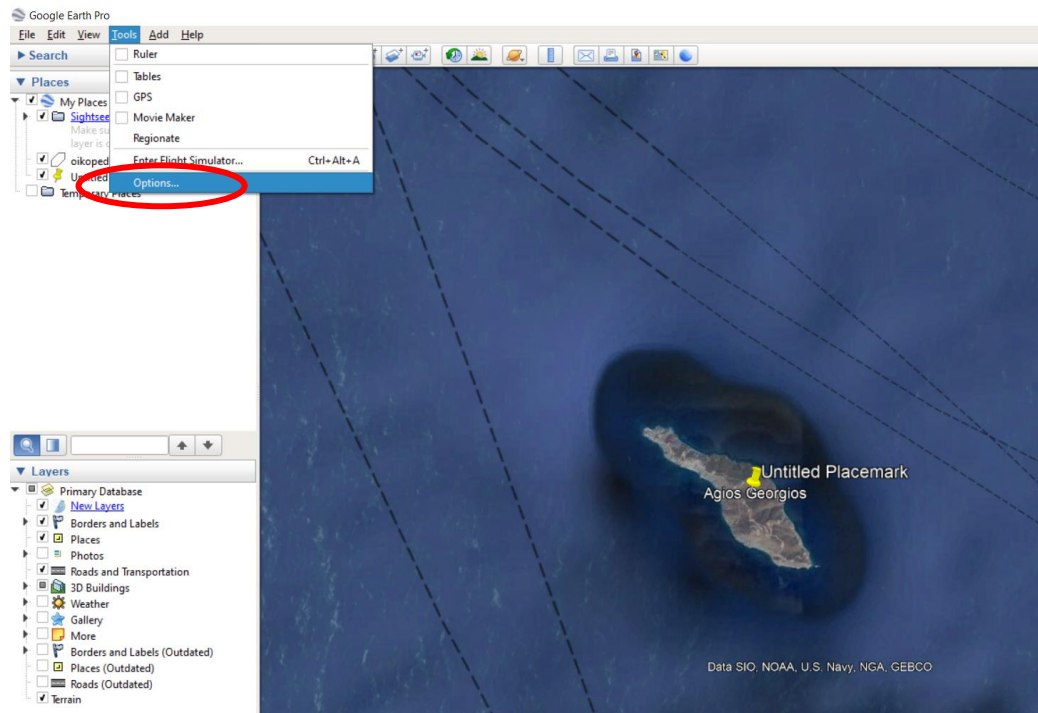 Google Earth Pro
File Edit View Tools Add Help
Search
Ruler
Tables
GPS
Movie Maker
Regionate
Enter Flight Simulator... Ctrl+Alt+A
Options...
Places
My Places
Sightsee
Make su
layer is
oikoped
Untitled
Temporary Places
Layers
Primary Database
New Layers
Borders and Labels
Places
Photos
Roads and Transportation
3D Buildings
Weather
Gallery
More
Borders and Labels (Outdated)
Places (Outdated)
Roads (Outdated)
Terrain
Untitled Placemark
Agios Georgios
Data SIO, NOAA, U.S. Navy, NGA, GEBCO